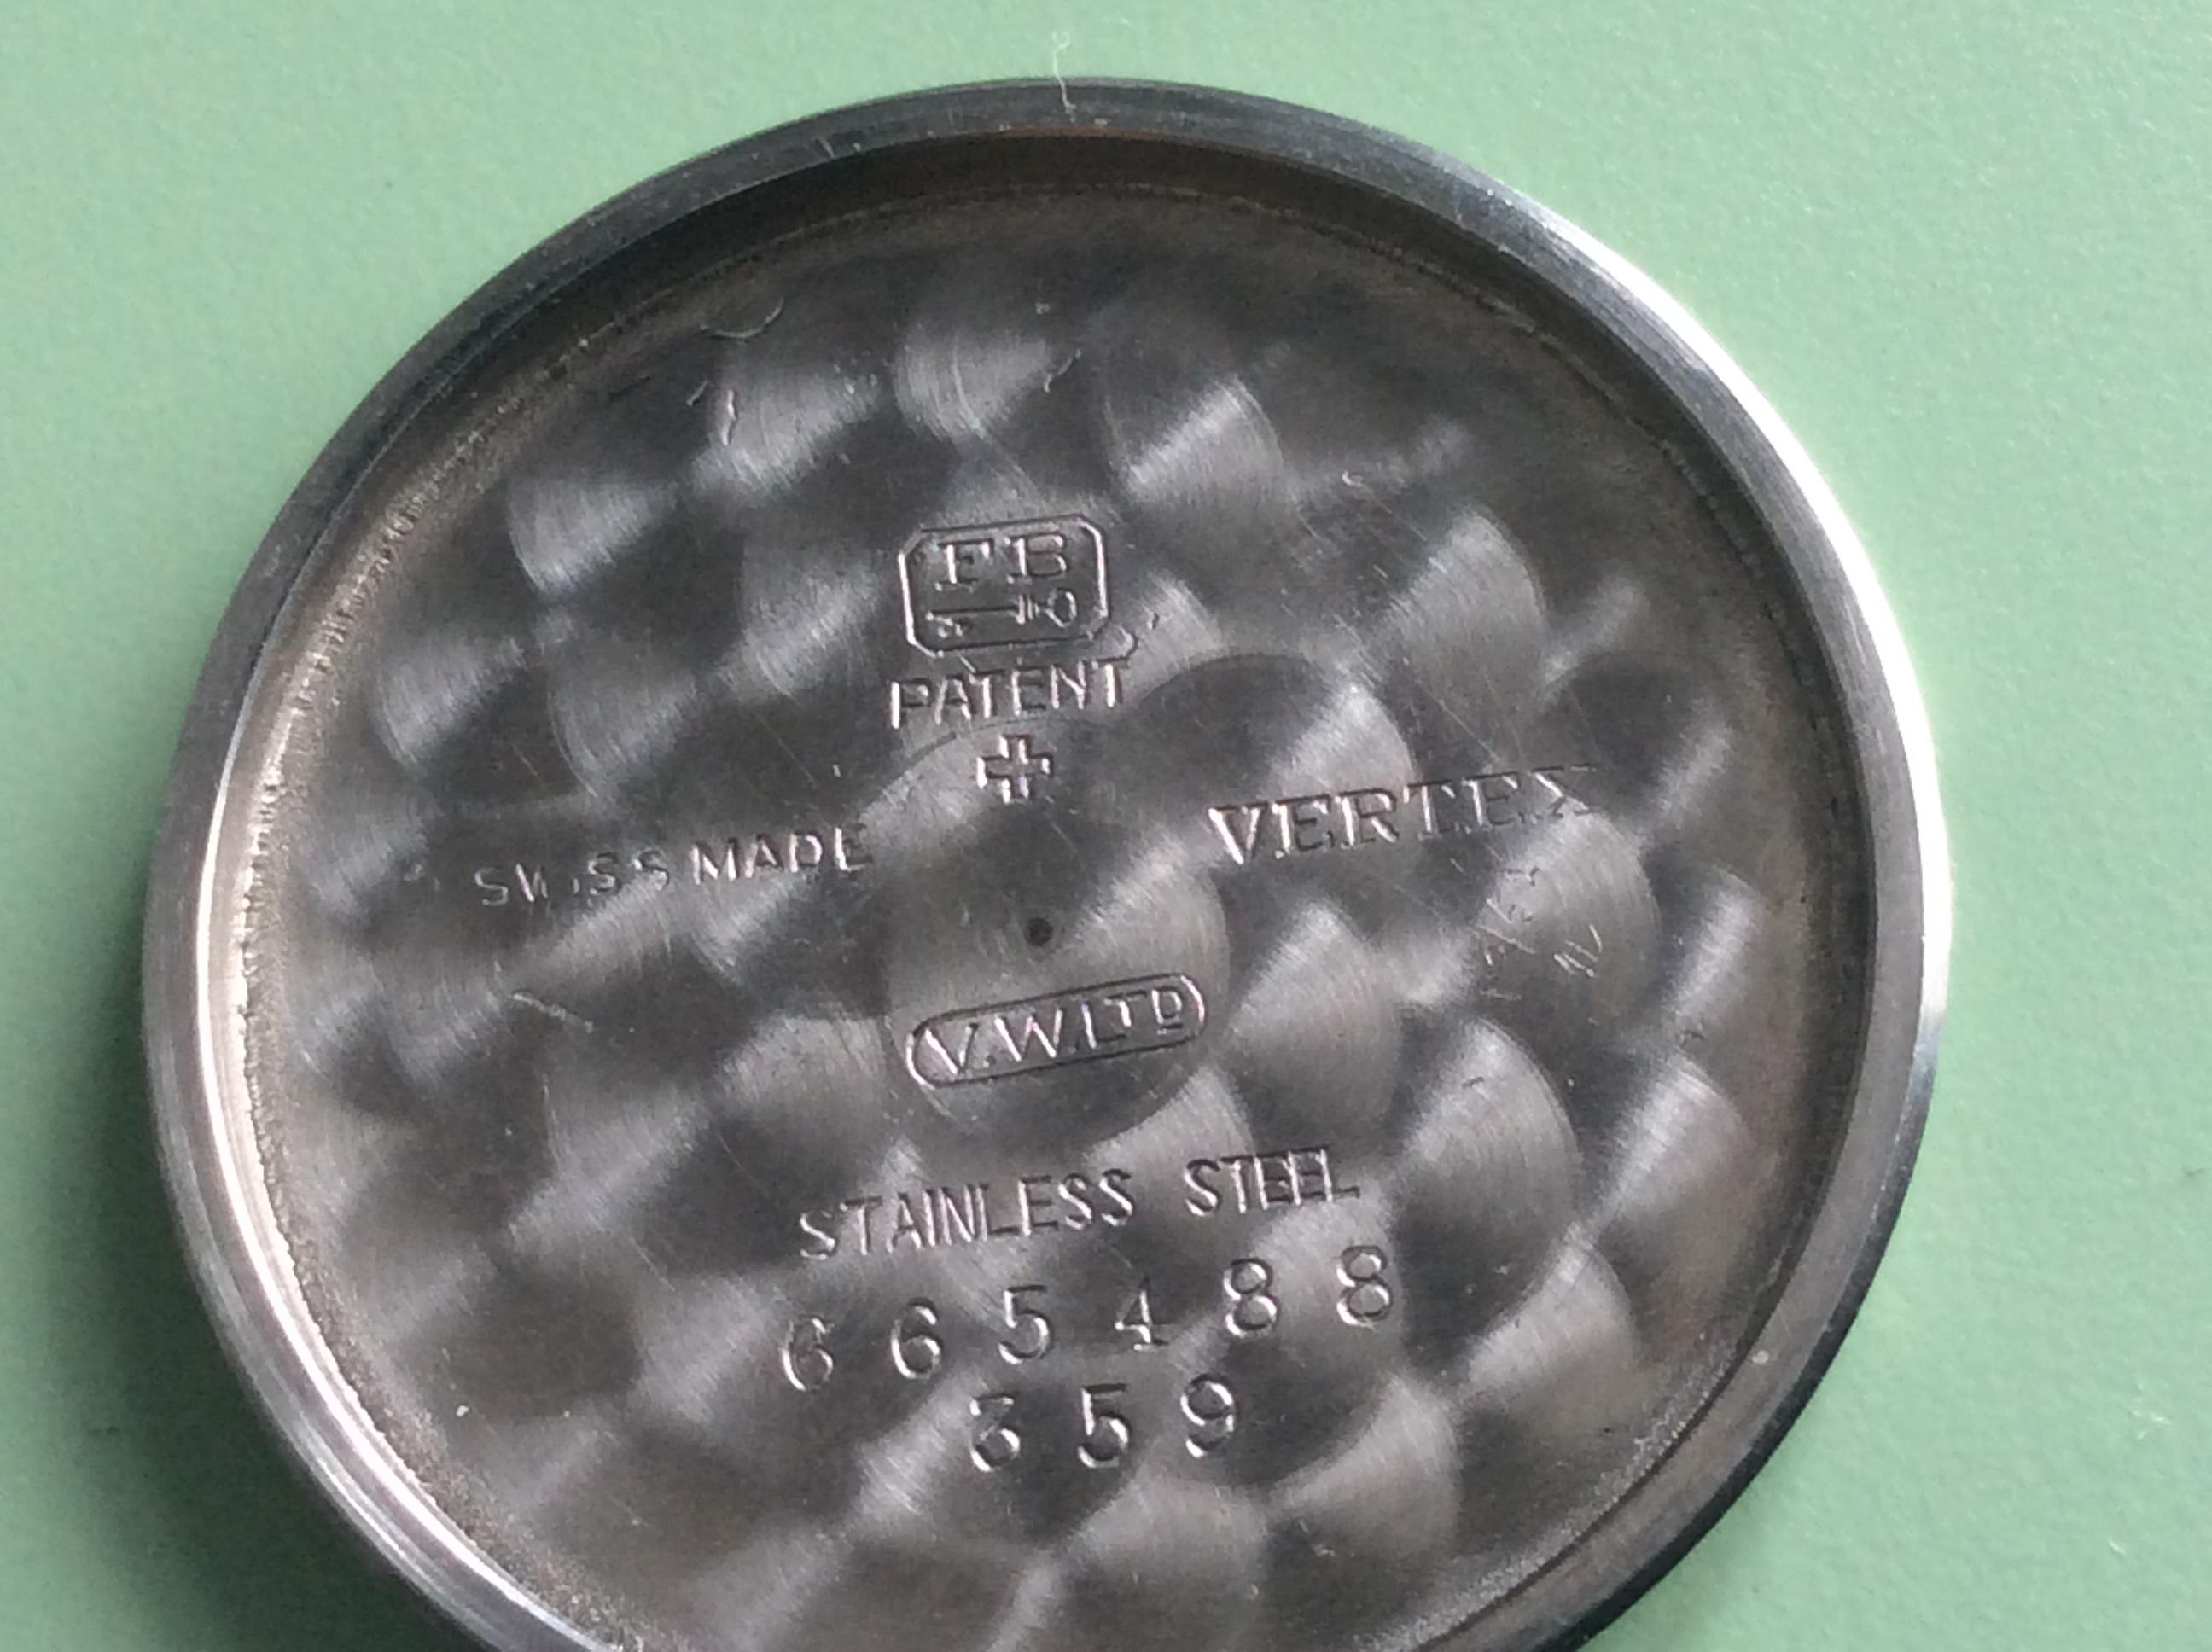 FB
PATENT
SWISS MADE
VERTEX
V.W.LTD
STAINLESS STEEL
665488
359